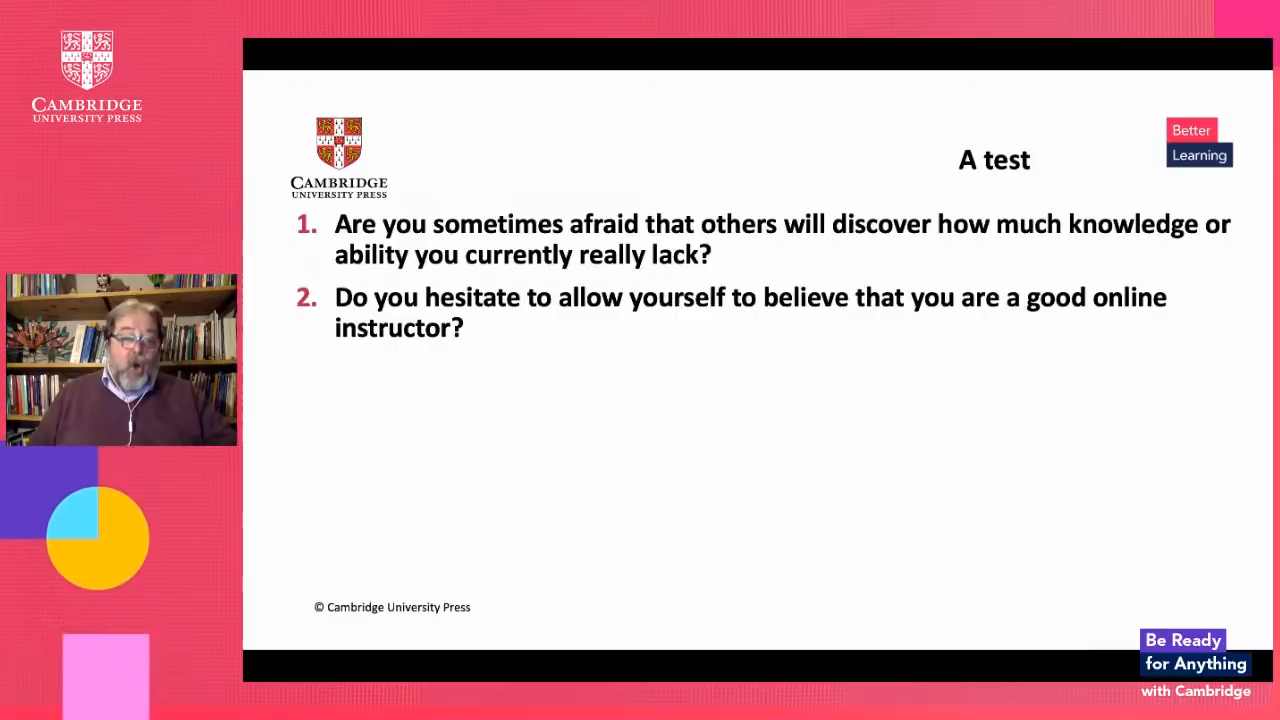 CAMBRIDGE
UNIVERSITY PRESS
CAMBRIDGE
UNIVERSITY PRESS
A test
Better
Learning
1. Are you sometimes afraid that others will discover how much knowledge or
ability you currently really lack?
2. Do you hesitate to allow yourself to believe that you are a good online
instructor?
© Cambridge University Press
Be Ready
for Anything
with Cambridge